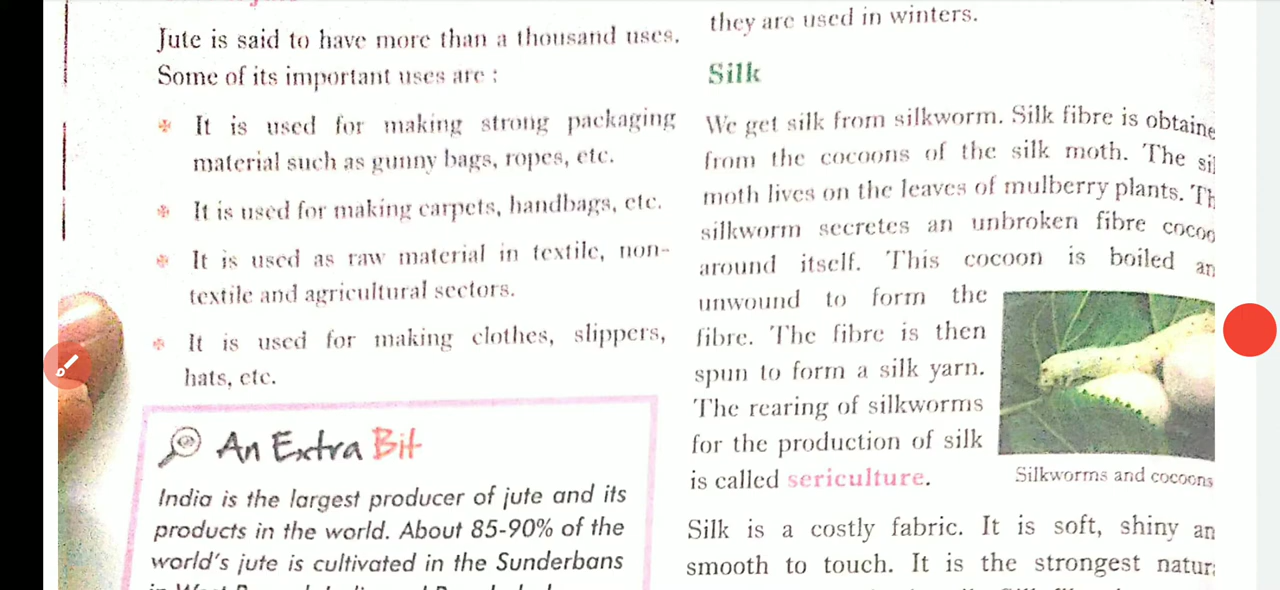 Jute is said to have more than a thousand uses.
Some of its important uses are :
It is used for making strong packaging
material such as gunny bags, ropes, etc.
It is used for making carpets, handbags, etc.
It is used as raw material in textile, non-
textile and agricultural sectors.
It is used for making clothes, slippers,
hats, etc.
An Extra Bit
India is the largest producer of jute and its
products in the world. About 85-90% of the
world's jute is cultivated in the Sunderbans
they are used in winters.
Silk
We get silk from silkworm. Silk fibre is obtaine
from the cocoons of the silk moth. The sil
moth lives on the leaves of mulberry plants. Th
silkworm secretes an unbroken fibre cocoo
around itself. This cocoon is boiled an
unwound to form the
fibre. The fibre is then
spun to form a silk yarn.
The rearing of silkworms
for the production of silk
is called sericulture.
Silkworms and cocoons
Silk is a costly fabric. It is soft, shiny an
smooth to touch. It is the strongest natur